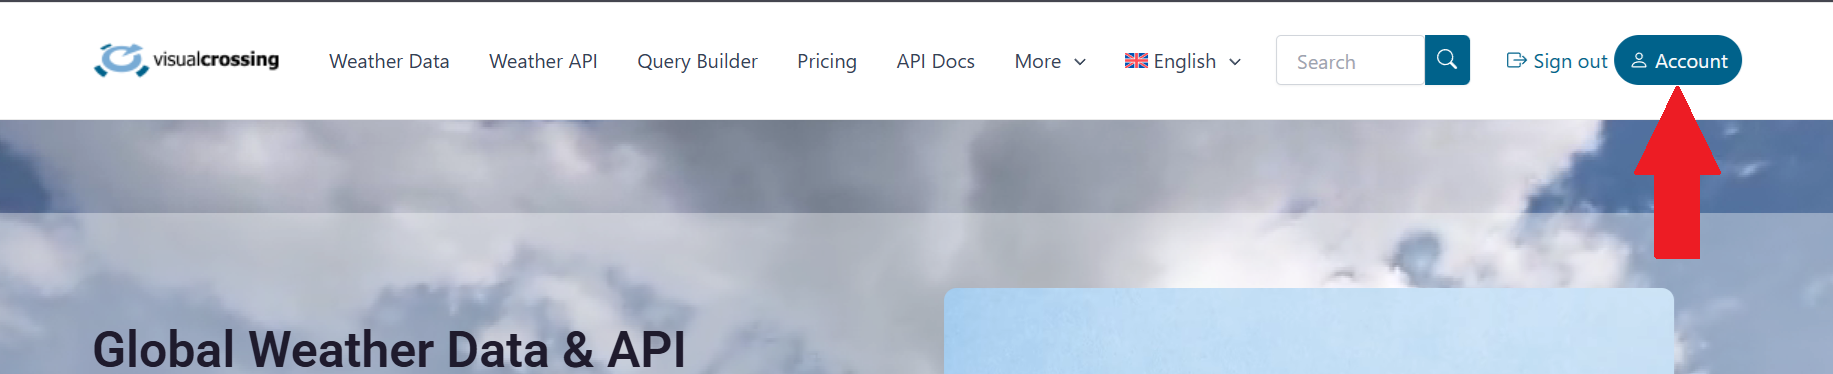 visualcrossing Weather Data Weather API Query Builder Pricing API Docs More English Search Sign out Account
Global Weather Data & API